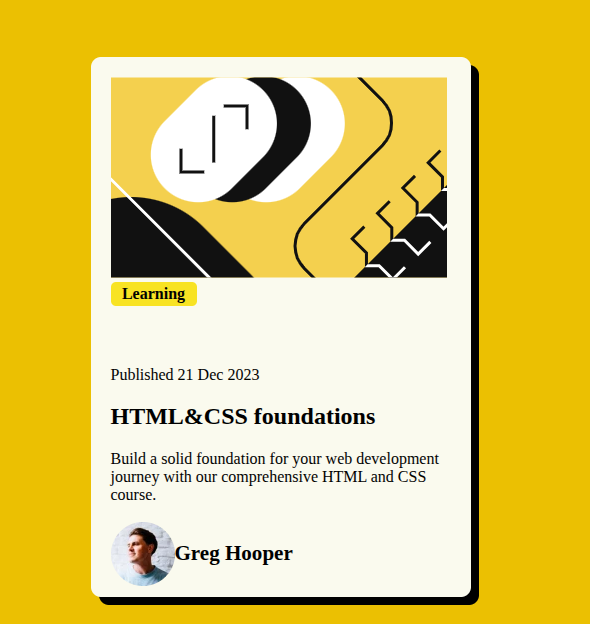 Learning
Published 21 Dec 2023
HTML&CSS foundations
Build a solid foundation for your web development
journey with our comprehensive HTML and CSS
course.
Greg Hooper